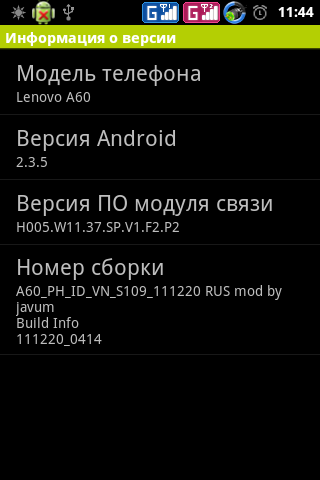 G G 11:44
Информация о версии
Модель телефона
Lenovo A60
Версия Android
2.3.5
Версия ПО модуля связи
H005.W11.37.SP.V1.F2.P2
Номер сборки
A60_PH_ID_VN_S109_111220 RUS mod by
javum
Build Info
111220_0414